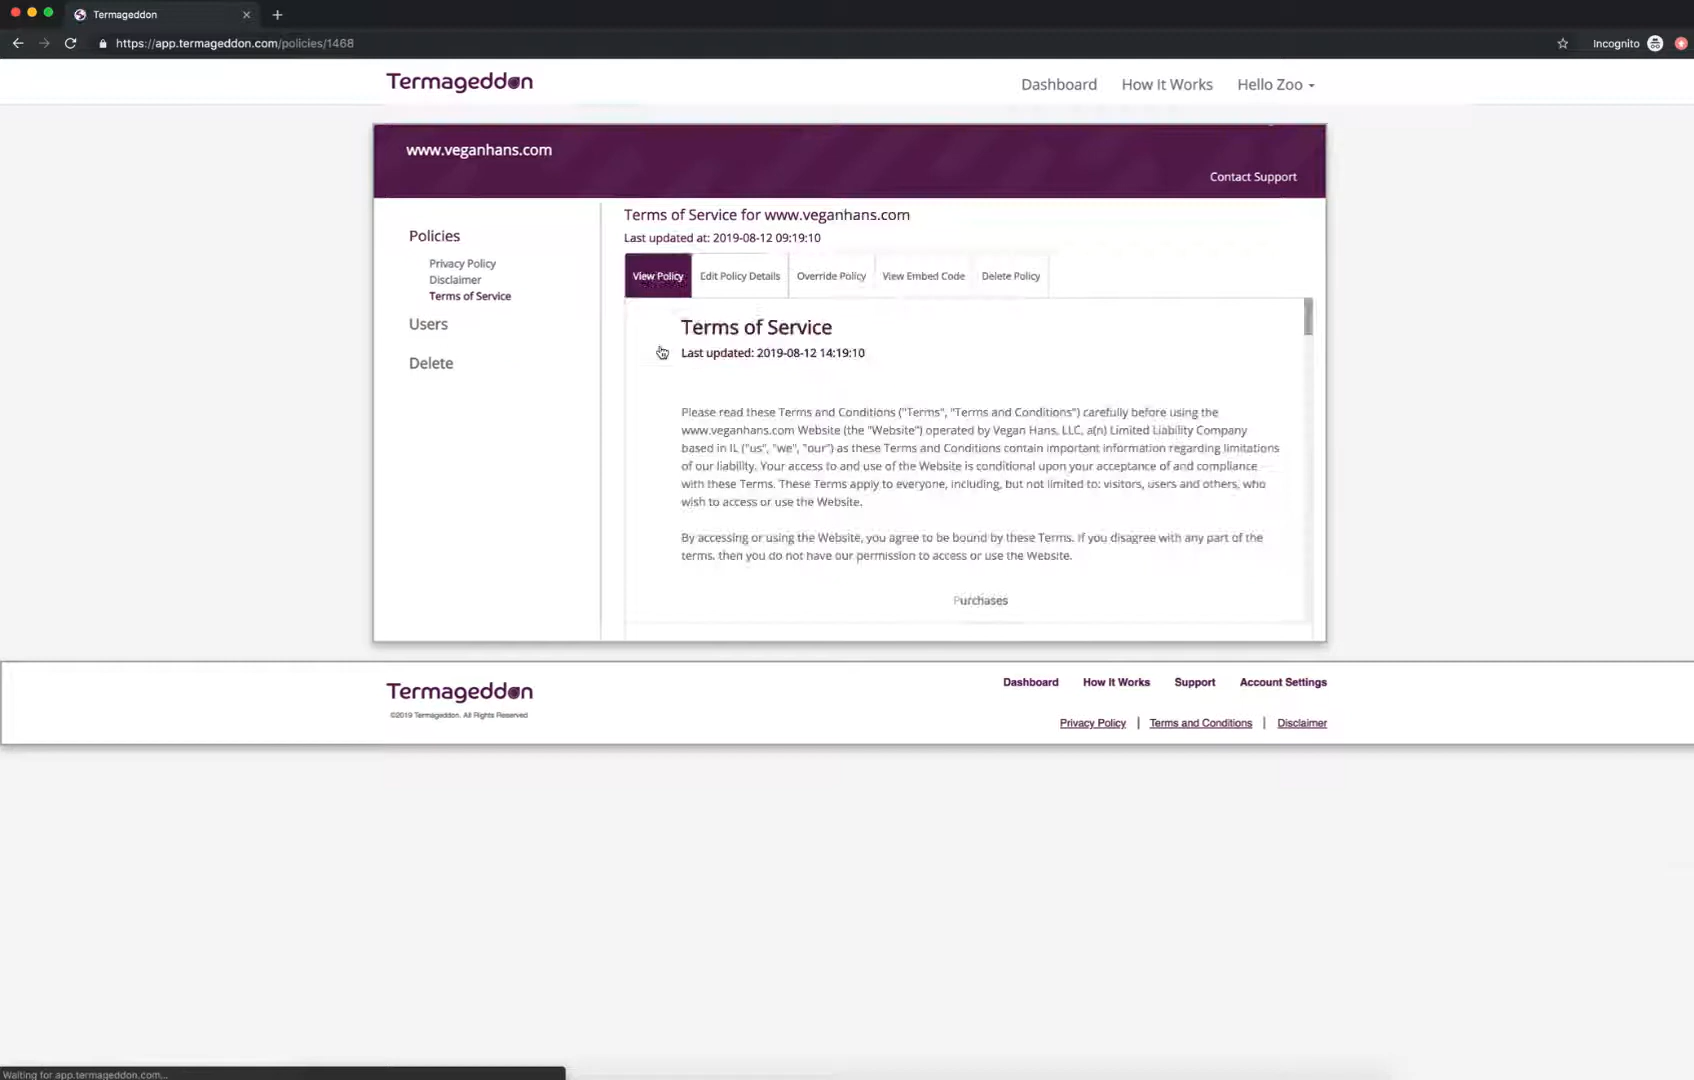 Termageddon
https://app.termageddon.com/policies/1468
Incognito
Termageddon
Dashboard
How It Works
Hello Zoo
www.veganhans.com
Contact Support
Policies
Privacy Policy
Disclaimer
Terms of Service
Users
Delete
Terms of Service for www.veganhans.com
Last updated at: 2019-08-12 09:19:10
View Policy
Edit Policy Details
Override Policy
View Embed Code
Delete Policy
Terms of Service
Last updated: 2019-08-12 14:19:10
Please read these Terms and Conditions ("Terms", "Terms and Conditions") carefully before using the
www.veganhans.com Website (the "Website") operated by Vegan Hans, LLC, a(n) Limited Liability Company
based in IL ("us", "we", "our") as these Terms and Conditions contain important information regarding limitations
of our liability. Your access to and use of the Website is conditional upon your acceptance of and compliance
with these Terms. These Terms apply to everyone, including, but not limited to: visitors, users and others, who
wish to access or use the Website.
By accessing or using the Website, you agree to be bound by these Terms. If you disagree with any part of the
terms, then you do not have our permission to access or use the Website.
Purchases
Termageddon
©2019 Termageddon. All Rights Reserved
Dashboard
How It Works
Support
Account Settings
Privacy Policy | Terms and Conditions | Disclaimer
Waiting for app.termageddon.com...